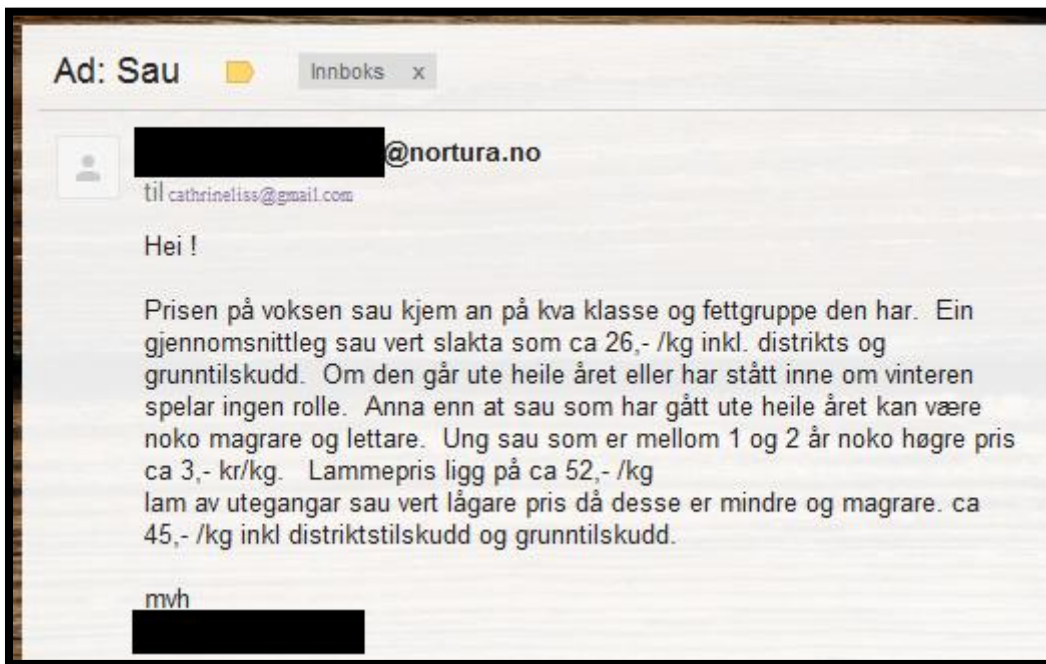 Ad: Sau Innboks x
@nortura.no
til cathrineliss@gmail.com
Hei !
Prisen på voksen sau kjem an på kva klasse og fettgruppe den har. Ein
gjennomsnittleg sau vert slakta som ca 26,- /kg inkl. distrikts og
grunntilskudd. Om den går ute heile året eller har stått inne om vinteren
spelar ingen rolle. Anna enn at sau som har gått ute heile året kan være
noko magrare og lettare. Ung sau som er mellom 1 og 2 år noko høgre pris
ca 3,- kr/kg. Lammepris ligg på ca 52,- /kg
lam av utegangar sau vert lågare pris då desse er mindre og magrare. ca
45,- /kg inkl distriktstilskudd og grunntilskudd.
mvh